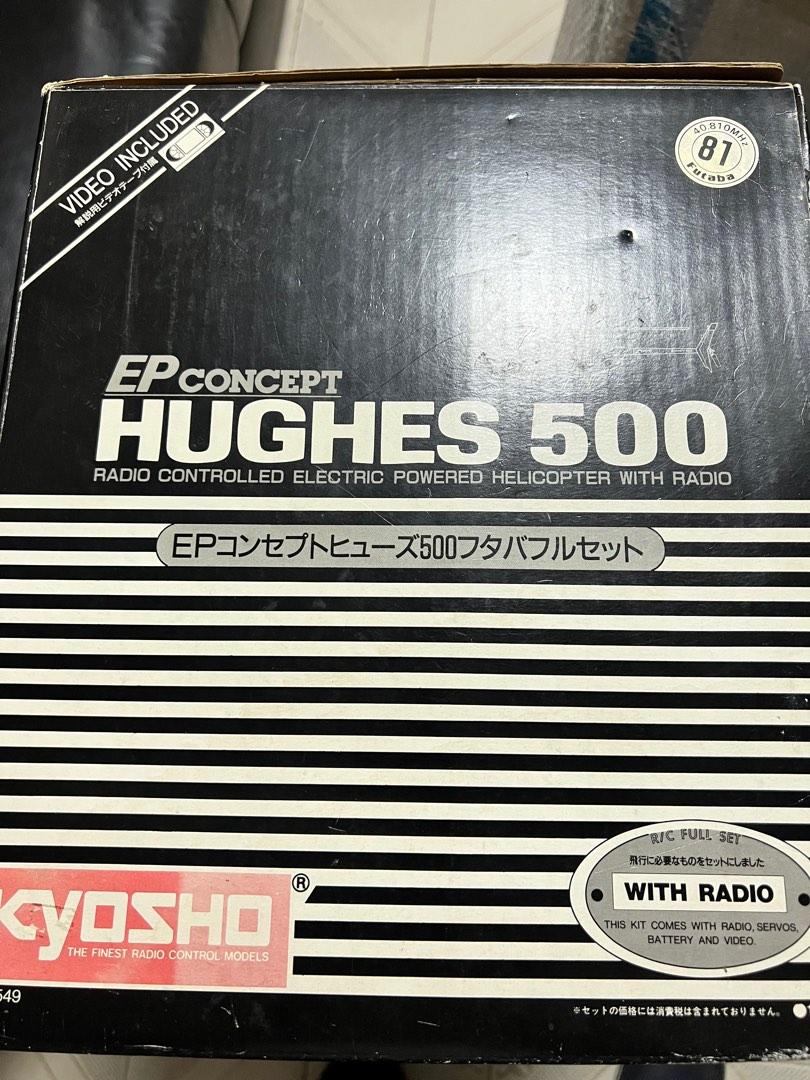 VIDEO INCLUDED
解説用ビデオテープ付属
40.810MHz
81
Futaba
EP CONCEPT
HUGHES 500
RADIO CONTROLLED ELECTRIC POWERED HELICOPTER WITH RADIO
EPコンセプトヒューズ500フタバフルセット
R/C FULL SET
飛行に必要なものをセットにしました
WITH RADIO
THIS KIT COMES WITH RADIO, SERVOS,
BATTERY AND VIDEO.
KYOSHO®
THE FINEST RADIO CONTROL MODELS
549
※セットの価格には消費税は含まれておりません。